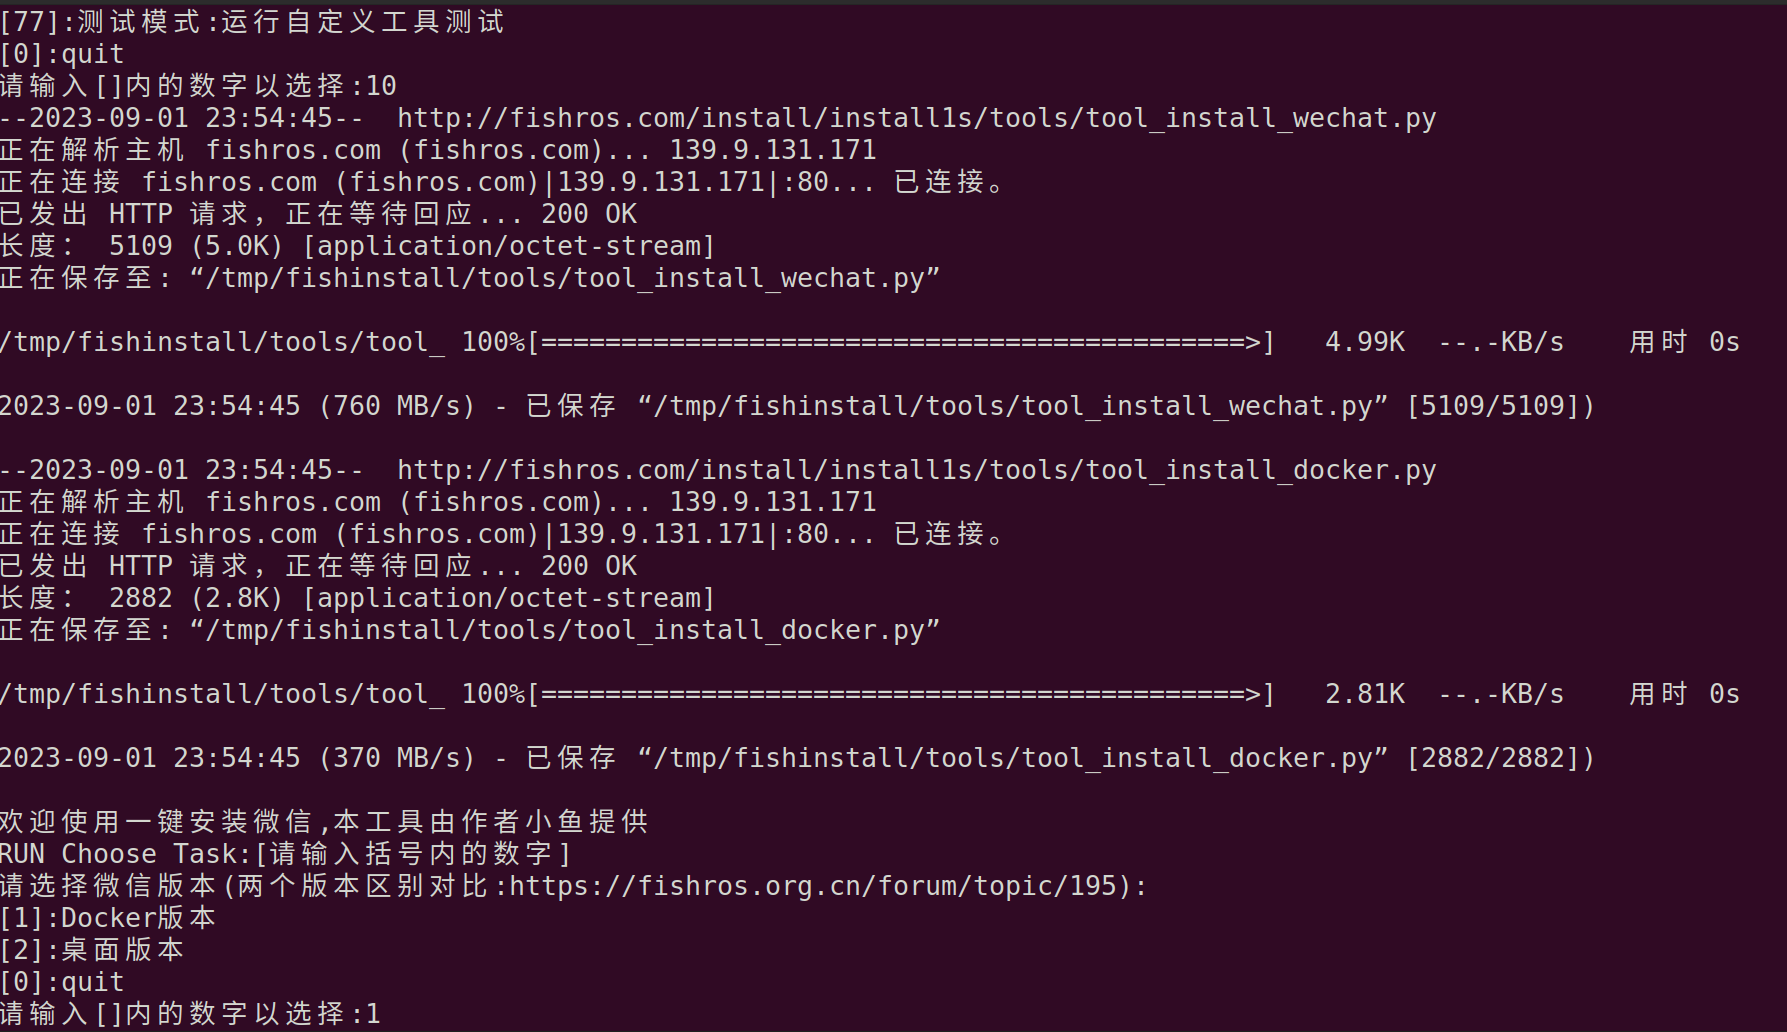 [77]:测试模式:运行自定义工具测试
[0]:quit
请输入[]内的数字以选择:10
--2023-09-01 23:54:45--  http://fishros.com/install/install1s/tools/tool_install_wechat.py
正在解析主机 fishros.com (fishros.com)... 139.9.131.171
正在连接 fishros.com (fishros.com)|139.9.131.171|:80... 已连接。
已发出 HTTP 请求，正在等待回应... 200 OK
长度： 5109 (5.0K) [application/octet-stream]
正在保存至: “/tmp/fishinstall/tools/tool_install_wechat.py”
/tmp/fishinstall/tools/tool_ 100%[============================================>]   4.99K  --.-KB/s    用时 0s
2023-09-01 23:54:45 (760 MB/s) - 已保存 “/tmp/fishinstall/tools/tool_install_wechat.py” [5109/5109])
--2023-09-01 23:54:45--  http://fishros.com/install/install1s/tools/tool_install_docker.py
正在解析主机 fishros.com (fishros.com)... 139.9.131.171
正在连接 fishros.com (fishros.com)|139.9.131.171|:80... 已连接。
已发出 HTTP 请求，正在等待回应... 200 OK
长度： 2882 (2.8K) [application/octet-stream]
正在保存至: “/tmp/fishinstall/tools/tool_install_docker.py”
/tmp/fishinstall/tools/tool_ 100%[============================================>]   2.81K  --.-KB/s    用时 0s
2023-09-01 23:54:45 (370 MB/s) - 已保存 “/tmp/fishinstall/tools/tool_install_docker.py” [2882/2882])
欢迎使用一键安装微信,本工具由作者小鱼提供
RUN Choose Task:[请输入括号内的数字]
请选择微信版本(两个版本区别对比:https://fishros.org.cn/forum/topic/195):
[1]:Docker版本
[2]:桌面版本
[0]:quit
请输入[]内的数字以选择:1